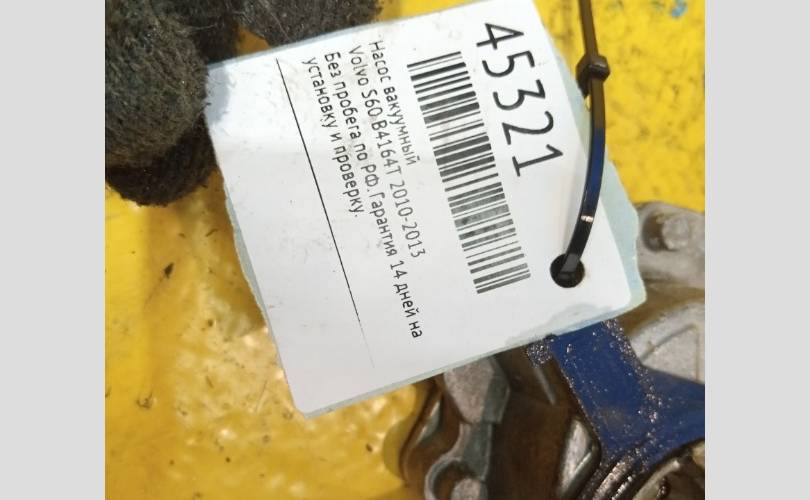 45321
Насос вакуумный
Volvo S60 B4164T 2010-2013
Без пробега по РФ. Гарантия 14 дней на
установку и проверку.